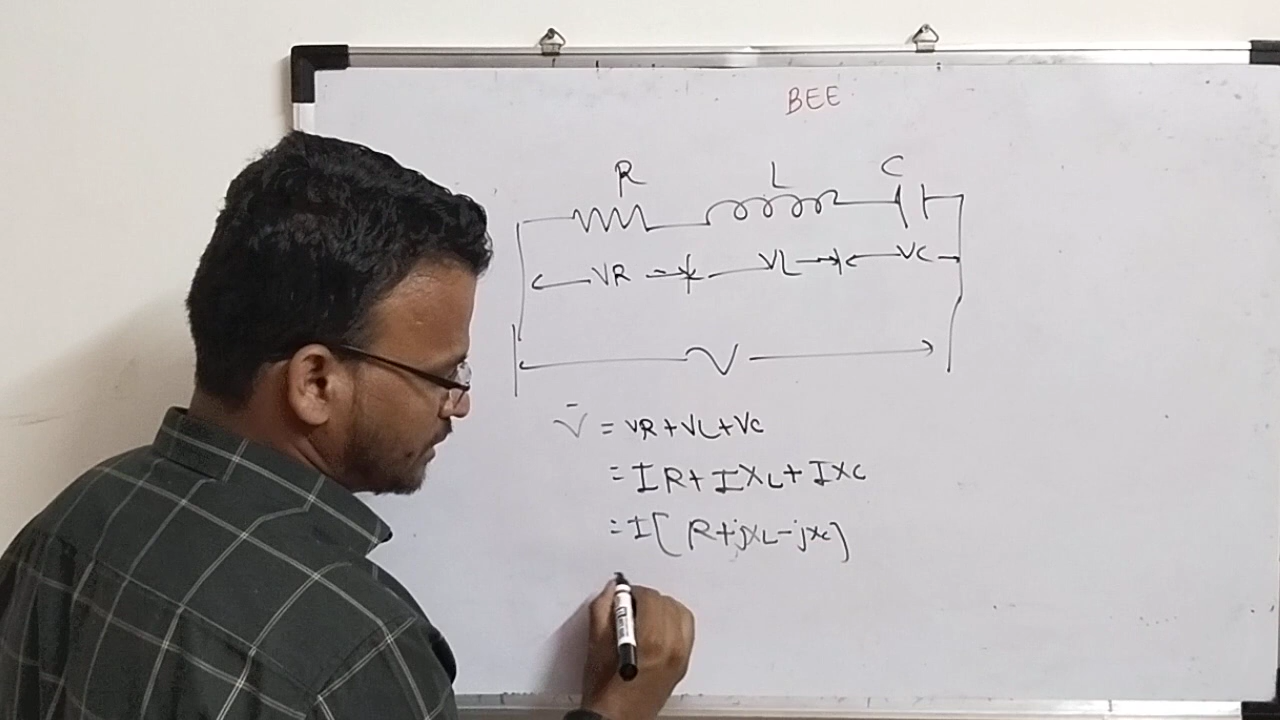 BEE
R L C
VR VL VC
V
V̄ = VR + VL + VC
= IR + IXL + IXC
= I[ R + jXL - jXC]